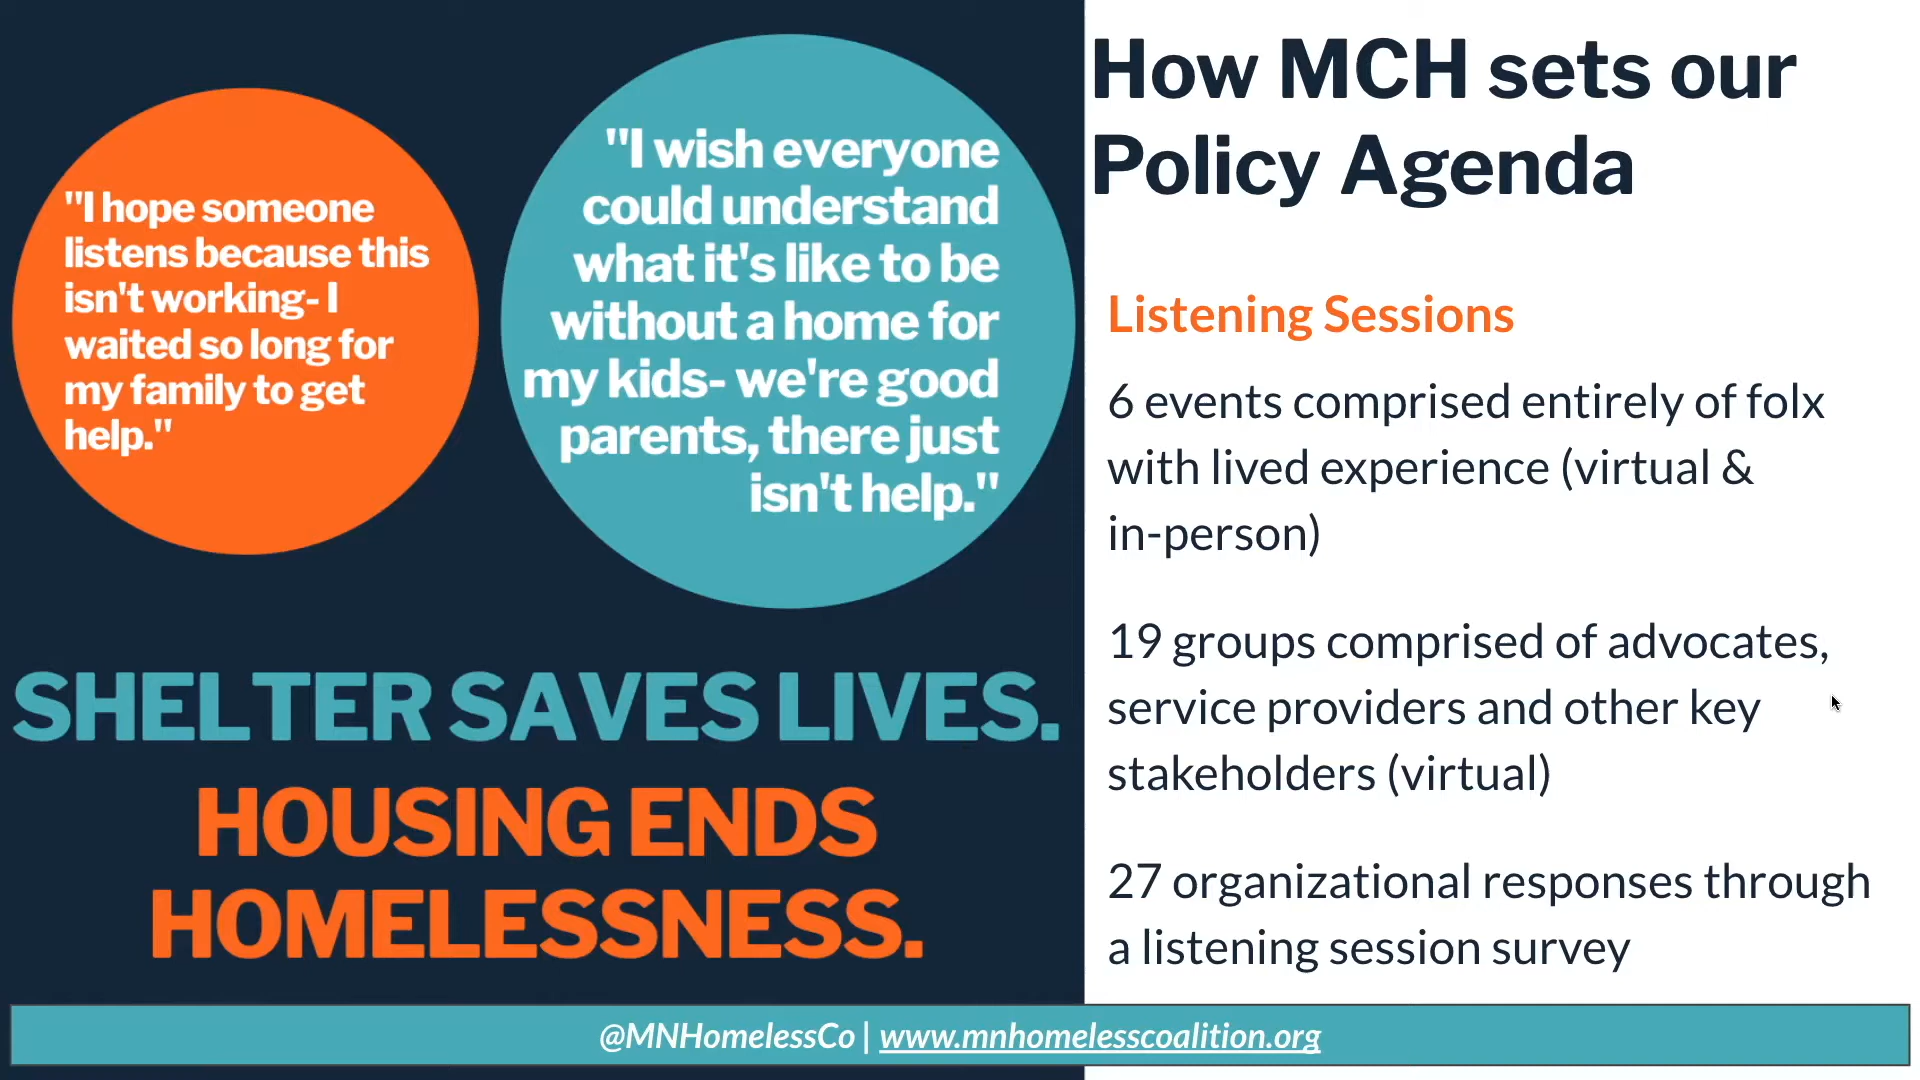 "I hope someone
listens because this
isn't working- I
waited so long for
my family to get
help."
"I wish everyone
could understand
what it's like to be
without a home for
my kids- we're good
parents, there just
isn't help."
SHELTER SAVES LIVES.
HOUSING ENDS
HOMELESSNESS.
How MCH sets our
Policy Agenda
Listening Sessions
6 events comprised entirely of folx
with lived experience (virtual &
in-person)
19 groups comprised of advocates,
service providers and other key
stakeholders (virtual)
27 organizational responses through
a listening session survey
@MNHomelessCo | www.mnhomelesscoalition.org